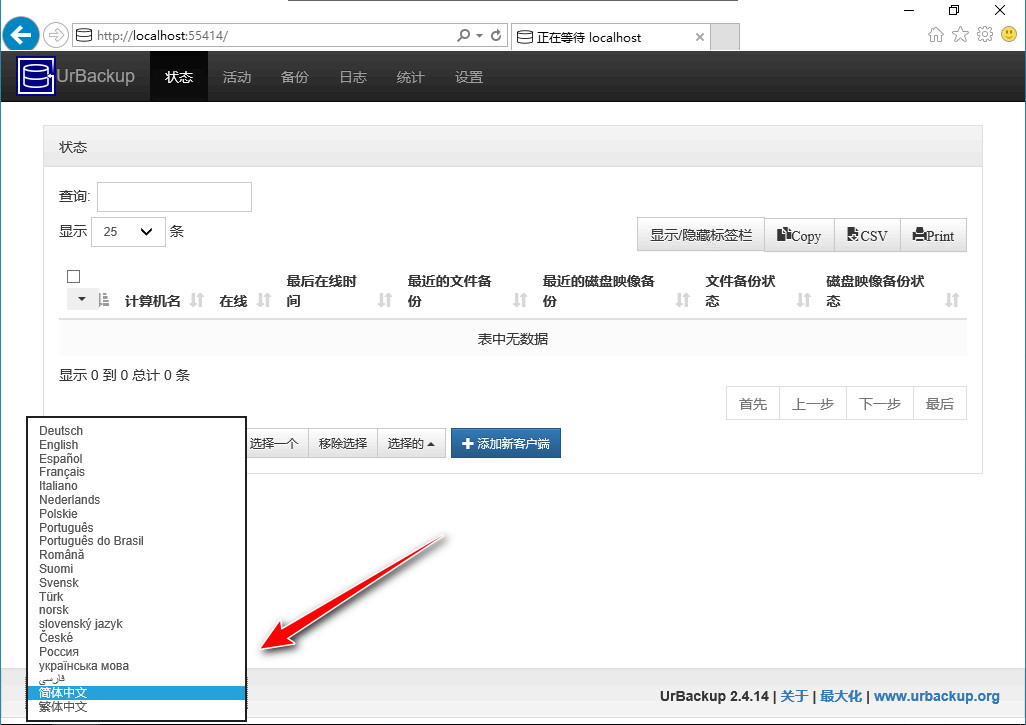 http://localhost:55414/
正在等待 localhost
UrBackup 状态 活动 备份 日志 统计 设置
状态
查询:
显示 25 条
显示/隐藏标签栏 Copy CSV Print
计算机名 在线 最后在线时间 最近的文件备份 最近的磁盘映像备份 文件备份状态 磁盘映像备份状态
表中无数据
显示 0 到 0 总计 0 条
首先 上一步 下一步 最后
选择一个 移除选择 选择的 添加新客户端
Deutsch
English
Español
Français
Italiano
Nederlands
Polskie
Português
Português do Brasil
Română
Suomi
Svensk
Türk
norsk
slovenský jazyk
České
Россия
українська мова
فارسی
简体中文
繁体中文
UrBackup 2.4.14 | 关于 | 最大化 | www.urbackup.org